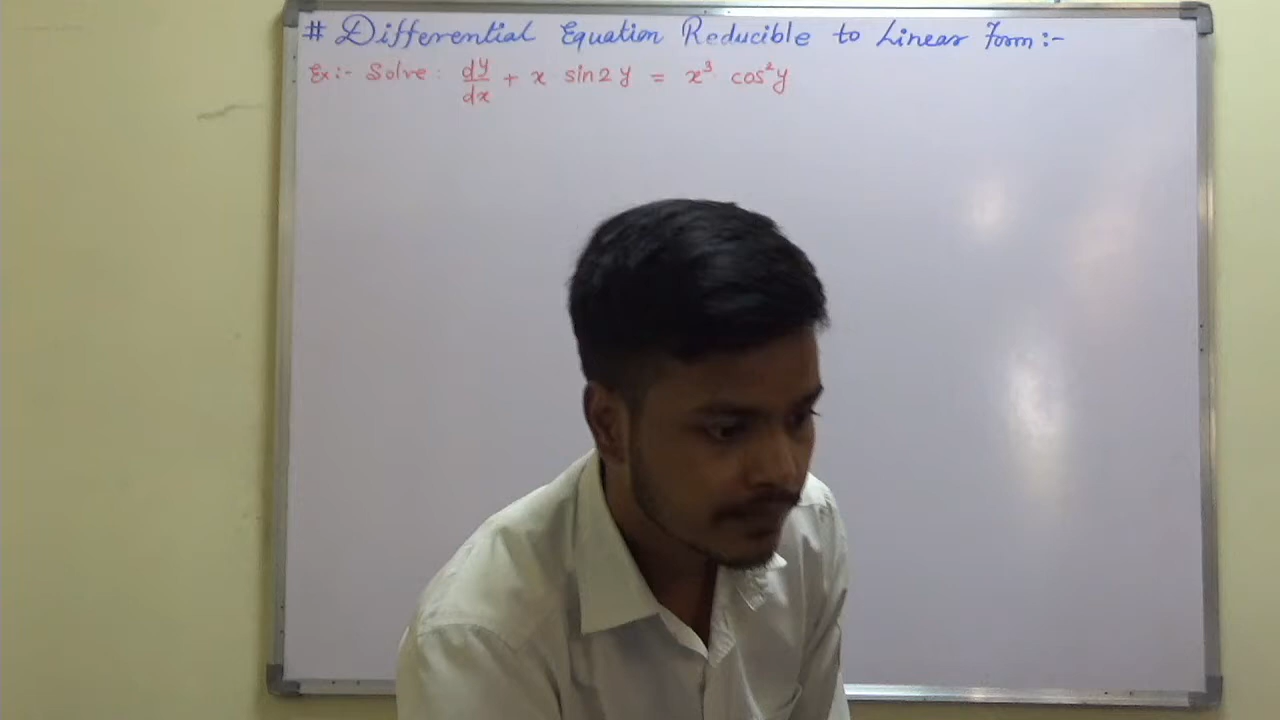 # Differential Equation Reducible to Linear Form:-
Ex:- Solve: dy/dx + x sin2y = x³ cos²y